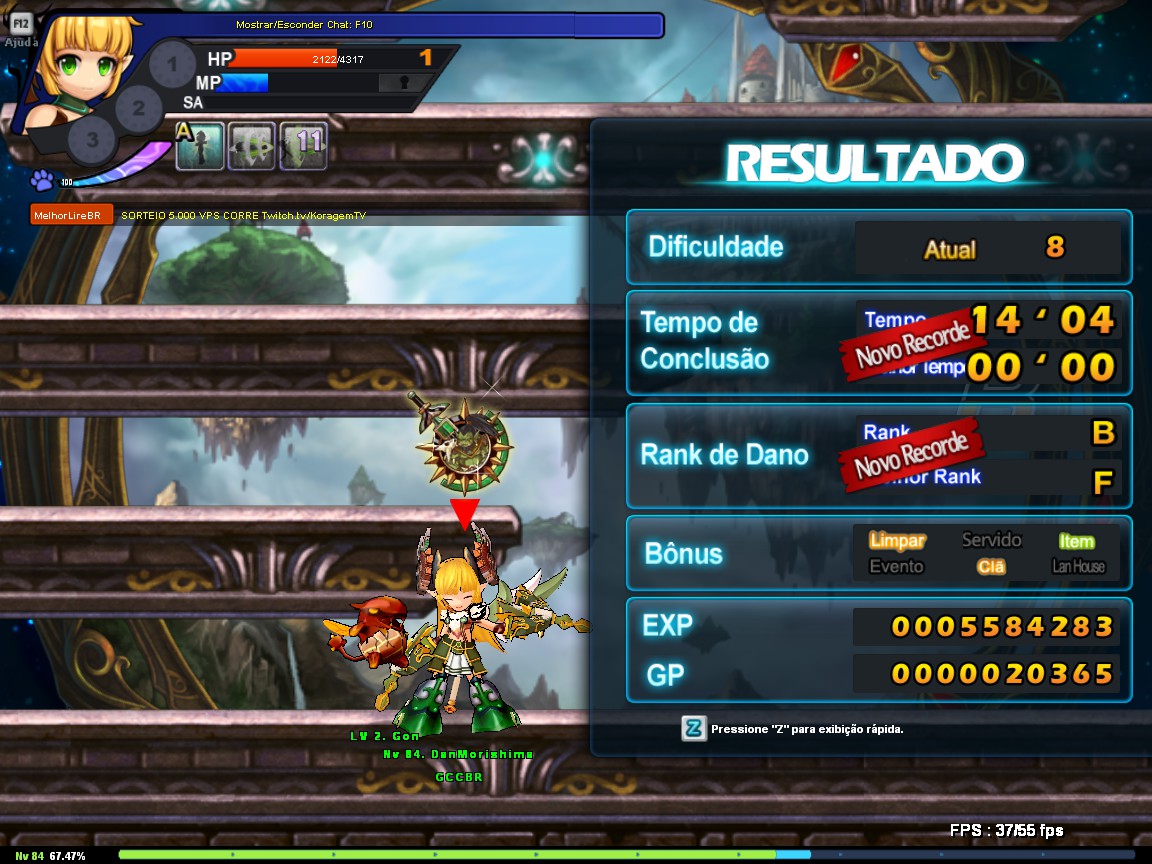 F12
Ajuda
Mostrar/Esconder Chat: F10
1
HP
2122/4317
1
MP
2
SA
3
A
11
100
MelhorLireBR SORTEIO 5.000 VPS CORRE Twitch.tv/KoragemTV
RESULTADO
Dificuldade
Atual 8
Tempo de Conclusão
Tempo 14 ' 04
Novo Recorde
Tempo 00 ' 00
Rank de Dano
Rank B
Novo Recorde
Rank F
Bônus
Limpar Servido Item
Evento Clã Lan House
EXP 0005584283
GP 0000020365
Z Pressione "Z" para exibição rápida.
LV 2. Gon
Nv 84. DanMorishima
GCCBR
FPS : 37/55 fps
Nv 84 67.47%